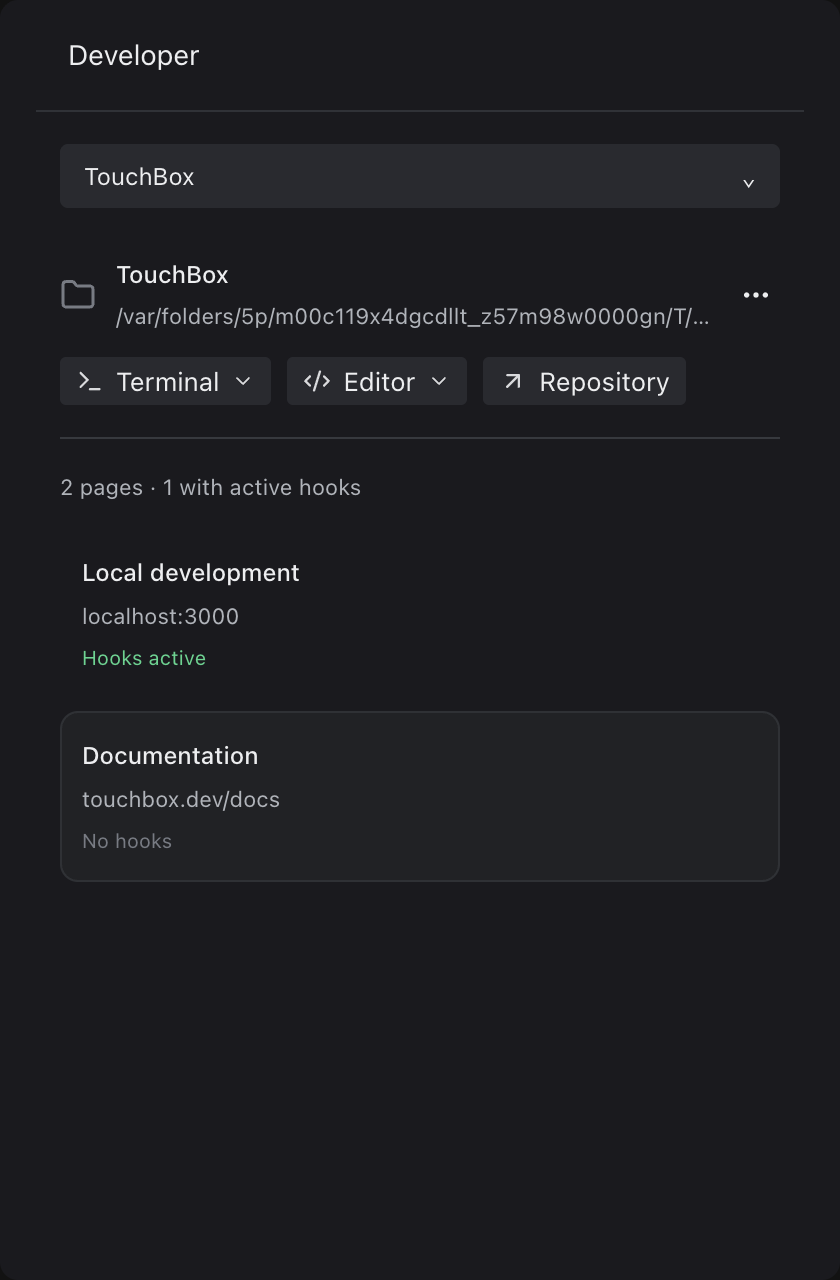 Developer
TouchBox
TouchBox
/var/folders/5p/m00c119x4dgcdllt_z57m98w0000gn/T/...
Terminal
Editor
Repository
2 pages · 1 with active hooks
Local development
localhost:3000
Hooks active
Documentation
touchbox.dev/docs
No hooks